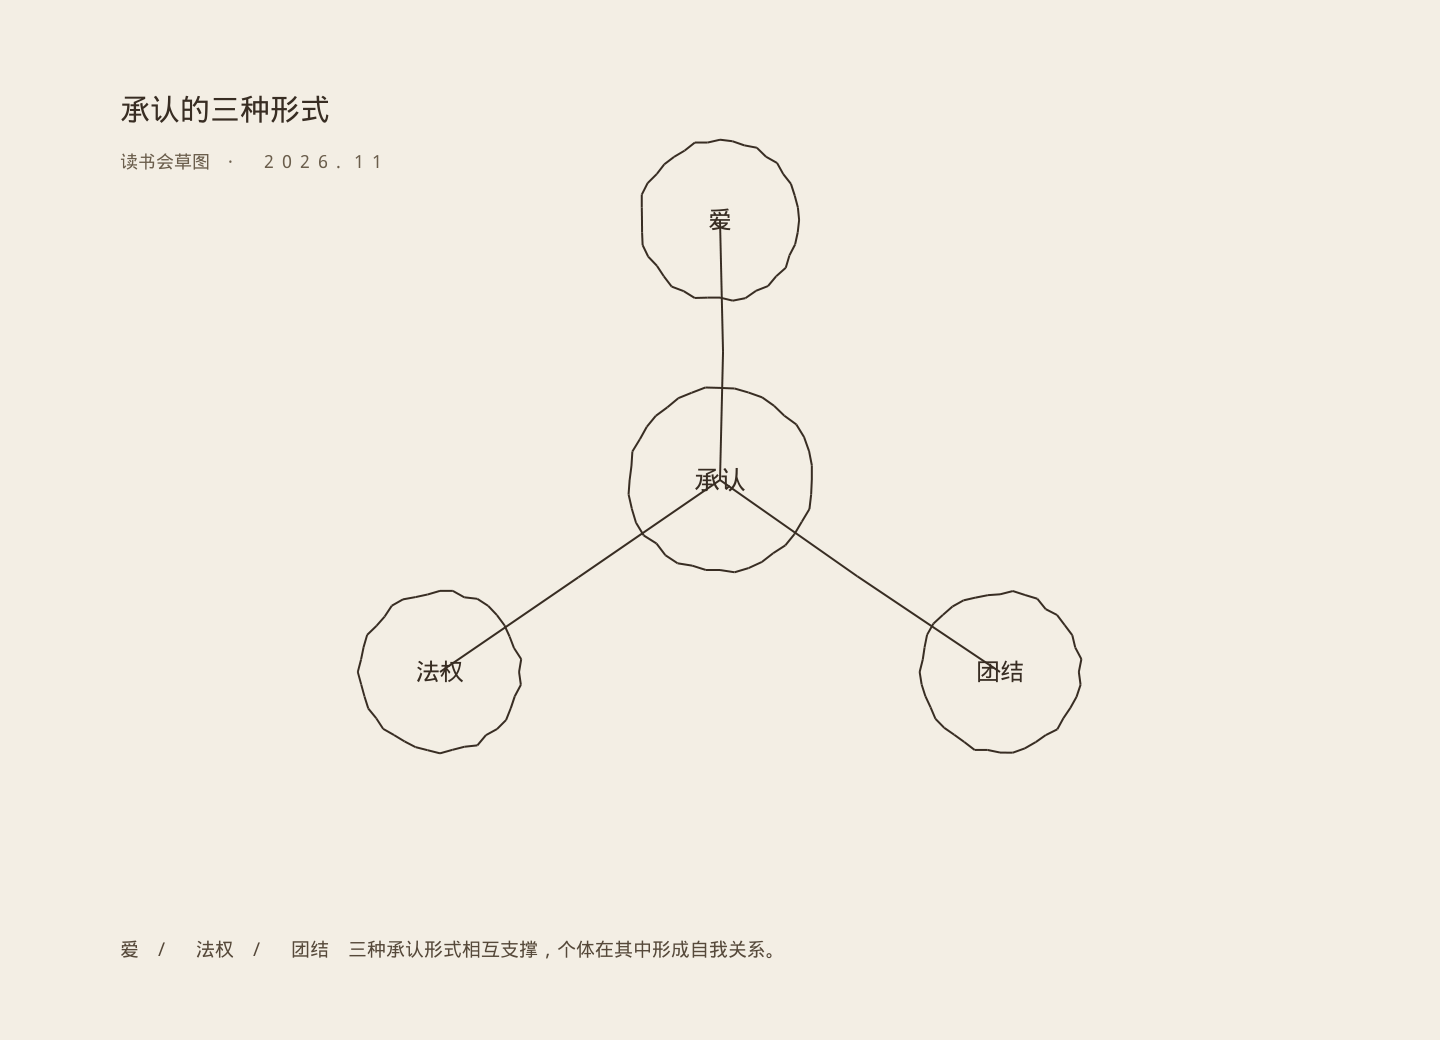 承认的三种形式
读书会草图 · 2026.11
爱
承认
法权
团结
爱 / 法权 / 团结 三种承认形式相互支撑，个体在其中形成自我关系。